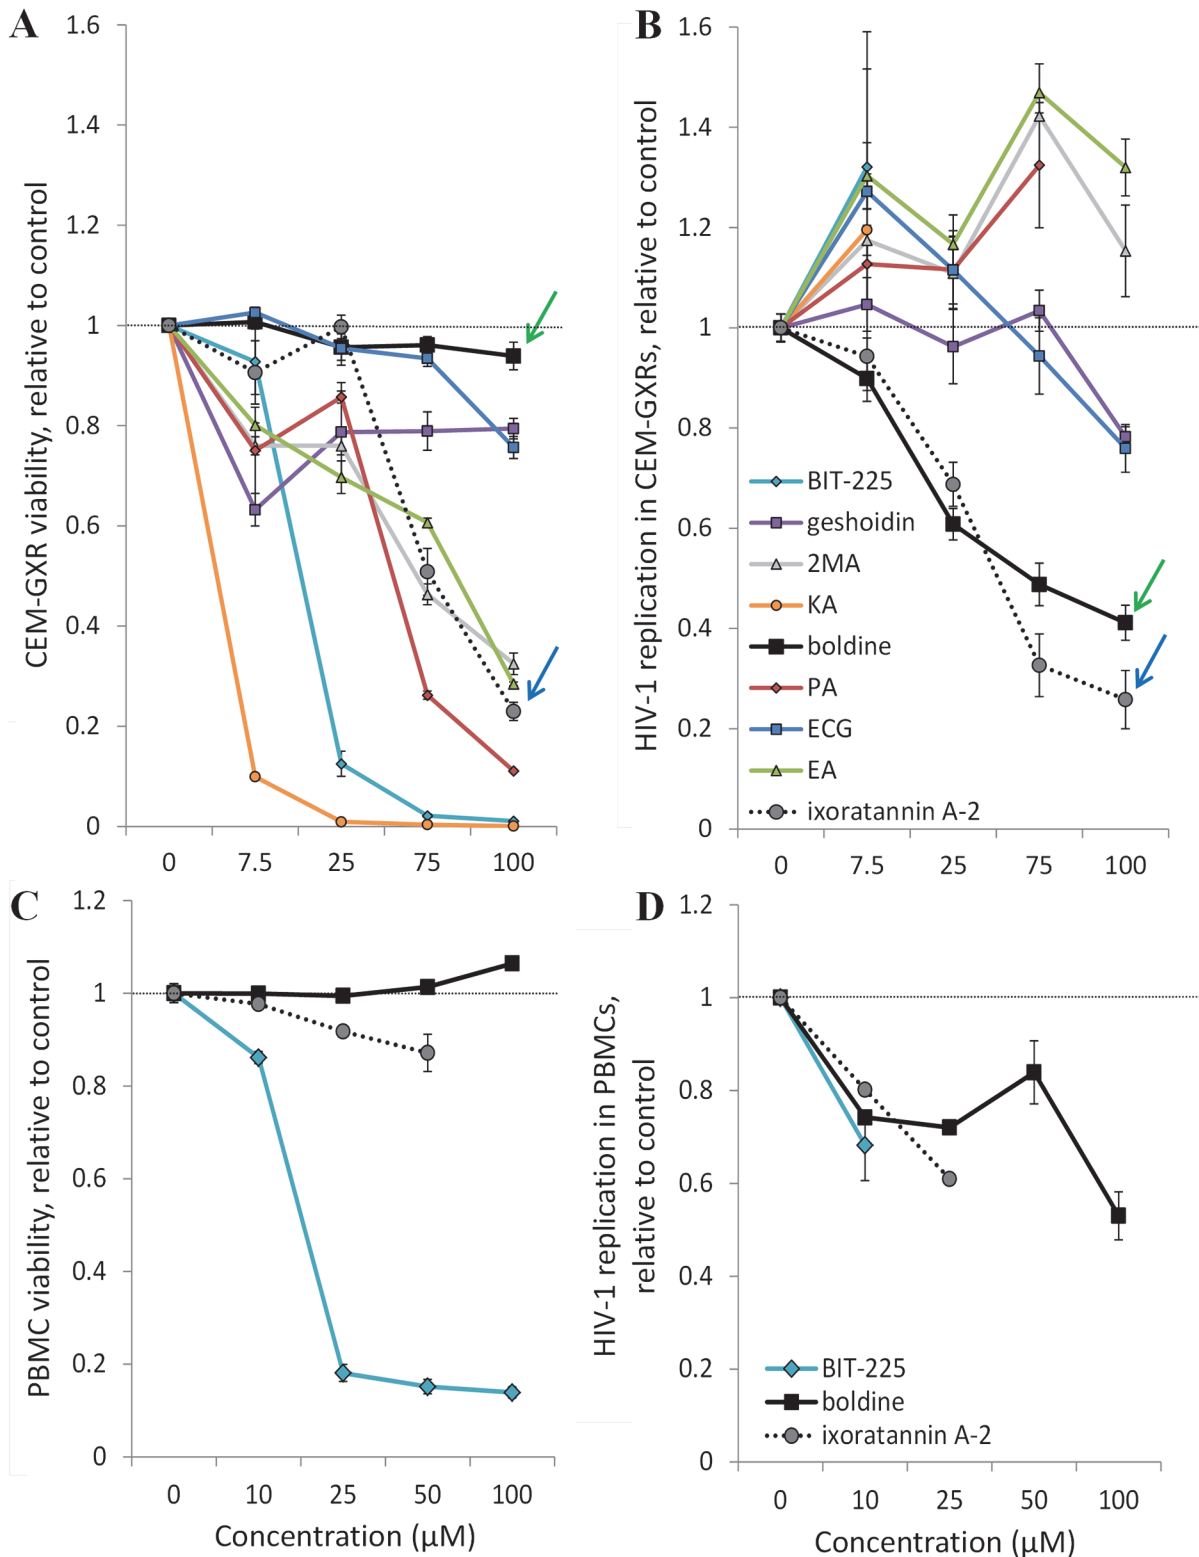 A
CEM-GXR viability, relative to control
1.6
1.4
1.2
1
0.8
0.6
0.4
0.2
0
0 7.5 25 75 100
B
HIV-1 replication in CEM-GXRs, relative to control
1.6
1.4
1.2
1
0.8
0.6
0.4
0.2
0
BIT-225
geshoidin
2MA
KA
boldine
PA
ECG
EA
ixoratannin A-2
0 7.5 25 75 100
C
PBMC viability, relative to control
1.2
1
0.8
0.6
0.4
0.2
0
0 10 25 50 100
Concentration (µM)
D
HIV-1 replication in PBMCs,
relative to control
1.2
1
0.8
0.6
0.4
0.2
0
BIT-225
boldine
ixoratannin A-2
0 10 25 50 100
Concentration (µM)